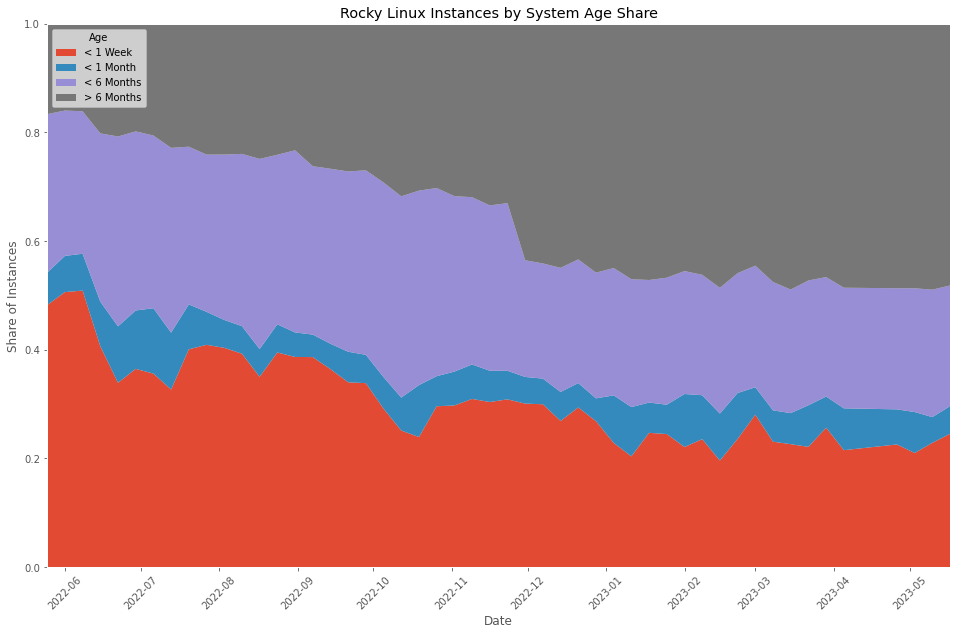 Rocky Linux Instances by System Age Share
Age
< 1 Week
< 1 Month
< 6 Months
> 6 Months
Share of Instances
1.0
0.8
0.6
0.4
0.2
0.0
2022-06
2022-07
2022-08
2022-09
2022-10
2022-11
2022-12
2023-01
2023-02
2023-03
2023-04
2023-05
Date